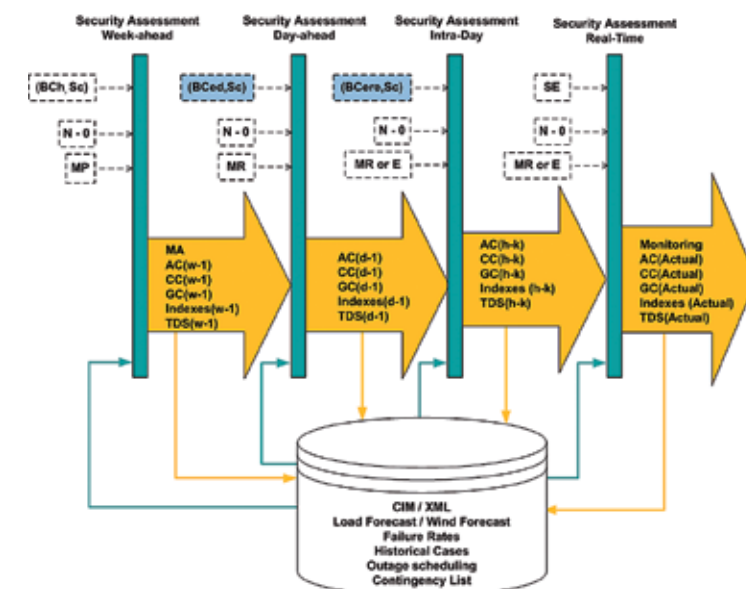 Security Assessment
Week-ahead
Security Assessment
Day-ahead
Security Assessment
Intra-Day
Security Assessment
Real-Time
(BCh,Sc)
(BCed,Sc)
(BCere,Sc)
SE
N - 0
N - 0
N - 0
N - 0
MP
MR
MR or E
MR or E
MA
AC(w-1)
CC(w-1)
GC(w-1)
Indexes(w-1)
TDS(w-1)
AC(d-1)
CC(d-1)
GC(d-1)
Indexes(d-1)
TDS(d-1)
AC(h-k)
CC(h-k)
GC(h-k)
Indexes (h-k)
TDS(h-k)
Monitoring
AC(Actual)
CC(Actual)
GC(Actual)
Indexes (Actual)
TDS(Actual)
CIM / XML
Load Forecast / Wind Forecast
Failure Rates
Historical Cases
Outage scheduling
Contingency List